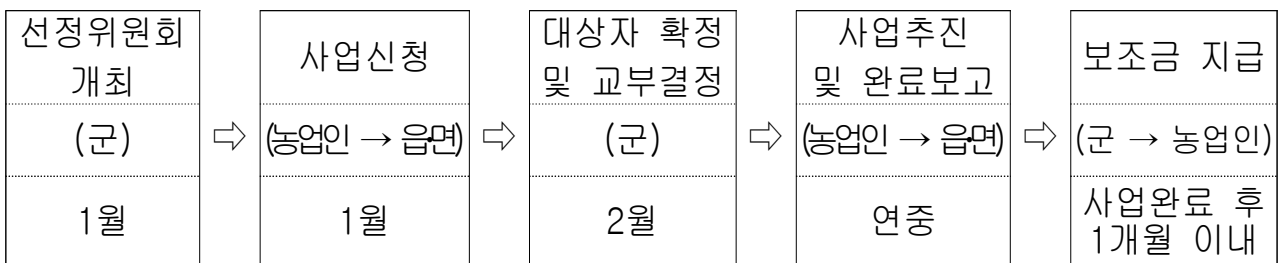 선정위원회
개최
(군)
1월
⇨
사업신청
(농업인 → 읍·면)
1월
⇨
대상자 확정
및 교부결정
(군)
2월
⇨
사업추진
및 완료보고
(농업인 → 읍·면)
연중
⇨
보조금 지급
(군 → 농업인)
사업완료 후
1개월 이내